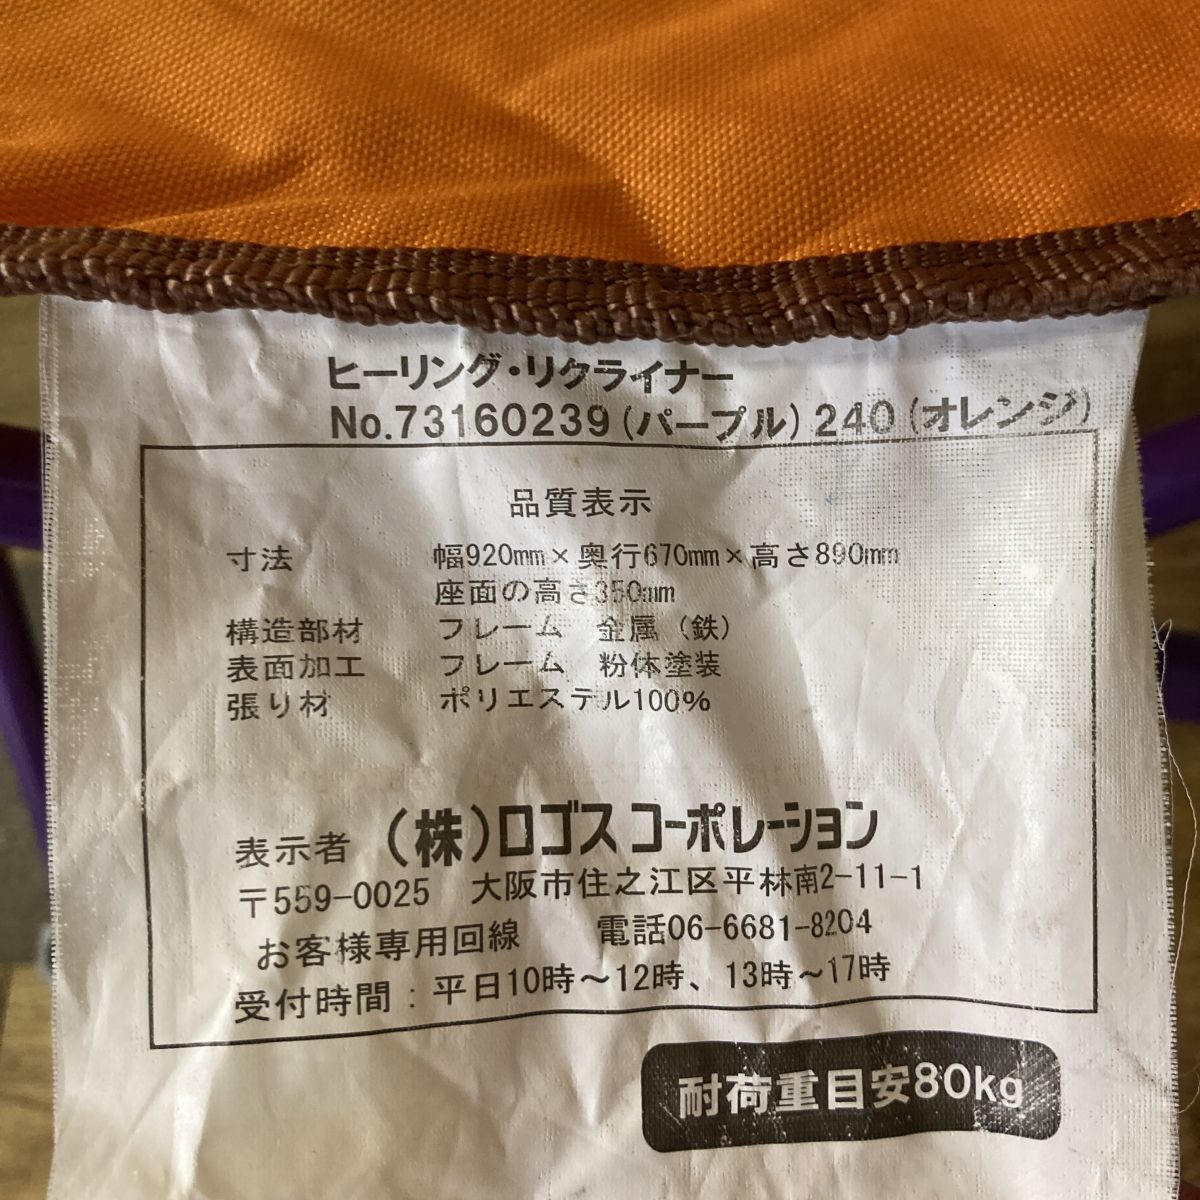 ヒーリング・リクライナー
No.73160239(パープル)240(オレンジ)
品質表示
寸法 幅920mm×奥行670mm×高さ890mm
座面の高さ350mm
構造部材 フレーム 金属(鉄)
表面加工 フレーム 粉体塗装
張り材 ポリエステル100%
表示者 (株)ロゴスコーポレーション
〒559-0025 大阪市住之江区平林南2-11-1
お客様専用回線 電話06-6681-8204
受付時間:平日10時~12時、13時~17時
耐荷重目安80kg